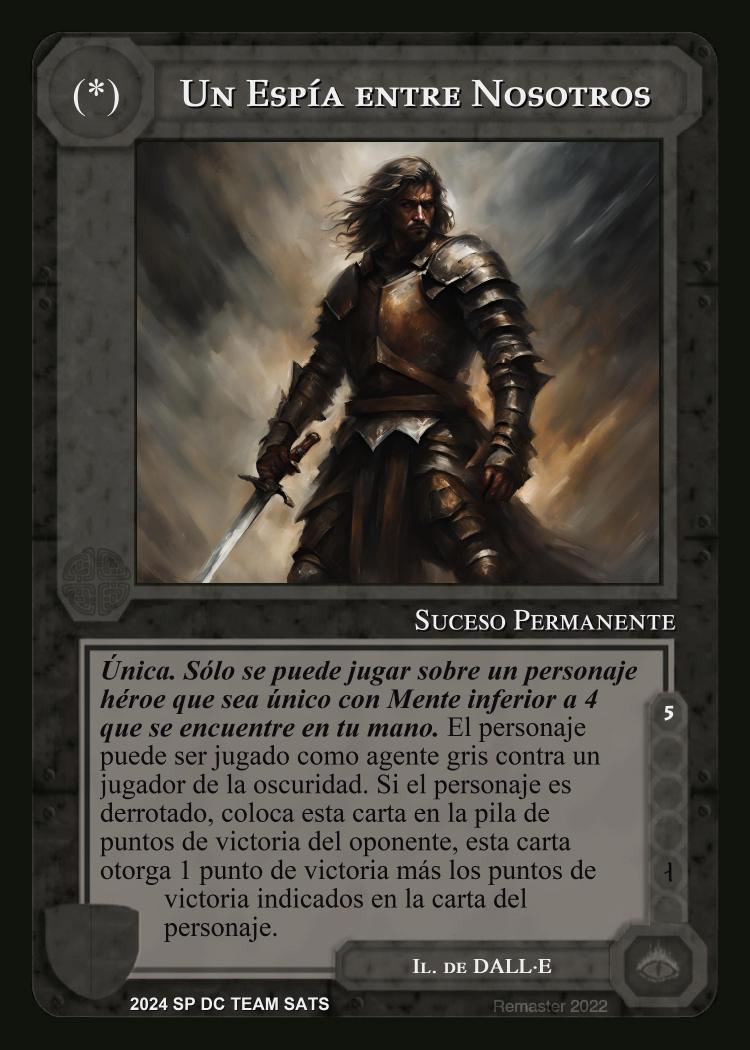 (*)
Un Espía entre Nosotros
Suceso Permanente
Única. Sólo se puede jugar sobre un personaje
héroe que sea único con Mente inferior a 4
que se encuentre en tu mano. El personaje
puede ser jugado como agente gris contra un
jugador de la oscuridad. Si el personaje es
derrotado, coloca esta carta en la pila de
puntos de victoria del oponente, esta carta
otorga 1 punto de victoria más los puntos de
victoria indicados en la carta del
personaje.
5
Il. de DALL·E
2024 SP DC TEAM SATS
Remaster 2022